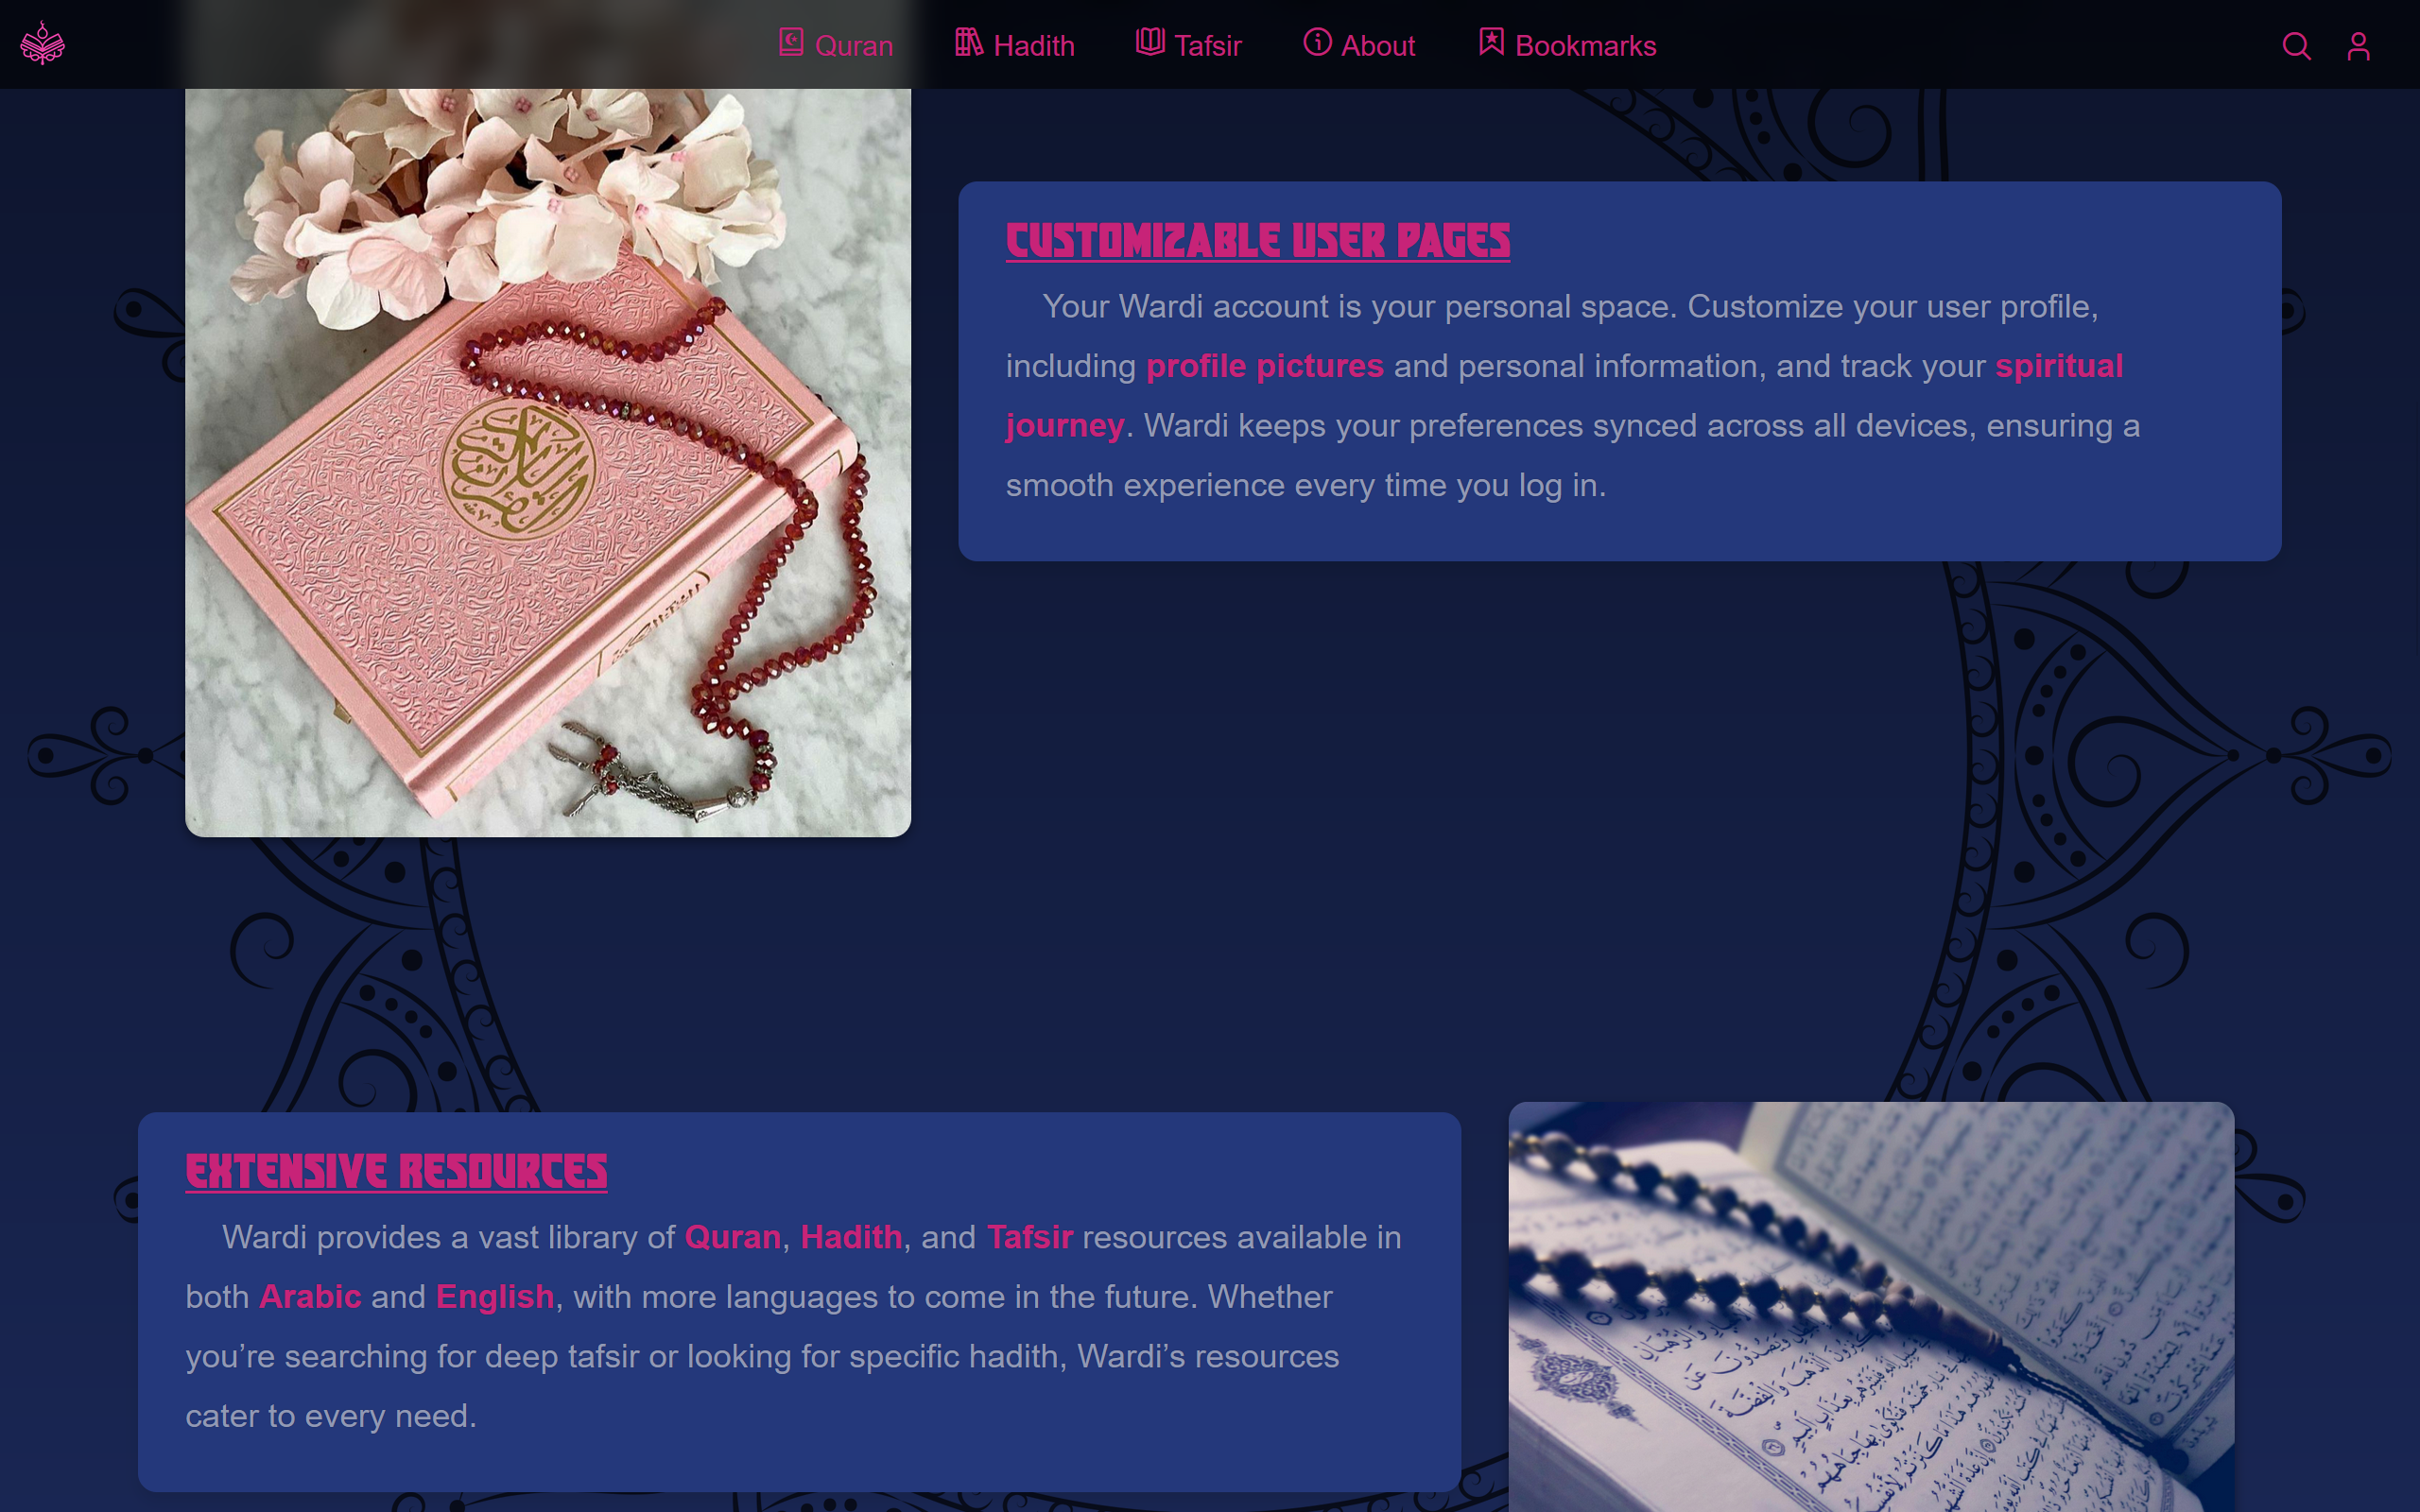 Quran
Hadith
Tafsir
About
Bookmarks
CUSTOMIZABLE USER PAGES
Your Wardi account is your personal space. Customize your user profile,
including profile pictures and personal information, and track your spiritual
journey. Wardi keeps your preferences synced across all devices, ensuring a
smooth experience every time you log in.
القرآن الكريم
EXTENSIVE RESOURCES
Wardi provides a vast library of Quran, Hadith, and Tafsir resources available in
both Arabic and English, with more languages to come in the future. Whether
you’re searching for deep tafsir or looking for specific hadith, Wardi’s resources
cater to every need.